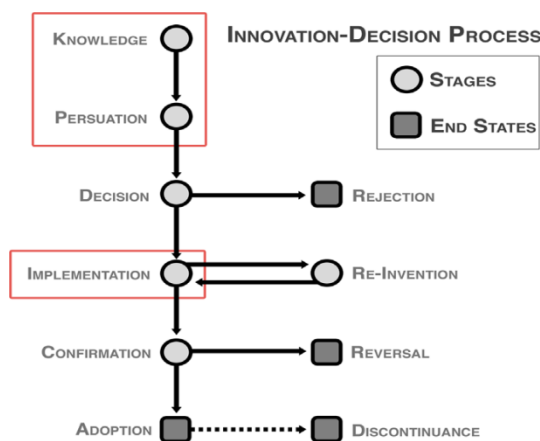 KNOWLEDGE
INNOVATION-DECISION PROCESS
STAGES
PERSUATION
END STATES
DECISION
REJECTION
IMPLEMENTATION
RE-INVENTION
CONFIRMATION
REVERSAL
ADOPTION
DISCONTINUANCE